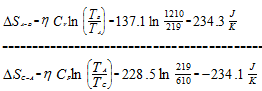 ΔS_{A-B} = η C_V ln (T_B / T_A) = 137.1 ln 1210/219 = 234.3 J/K
ΔS_{C-A} = η C_P ln (T_A / T_C) = 228.5 ln 219/610 = -234.1 J/K